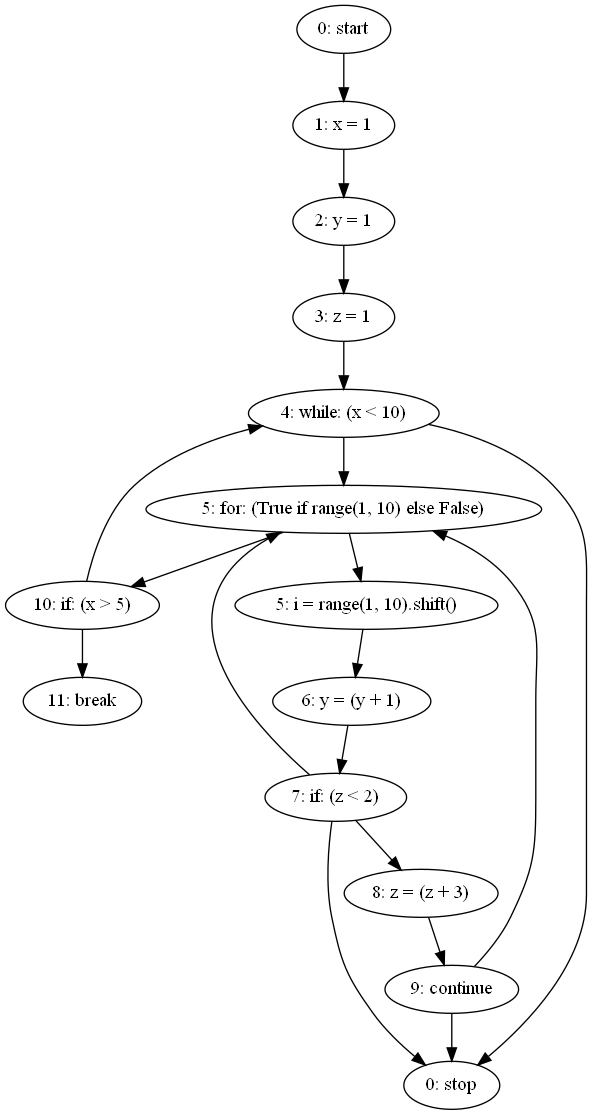 0: start
1: x = 1
2: y = 1
3: z = 1
4: while: (x < 10)
5: for: (True if range(1, 10) else False)
10: if: (x > 5)
5: i = range(1, 10).shift()
11: break
6: y = (y + 1)
7: if: (z < 2)
8: z = (z + 3)
9: continue
0: stop